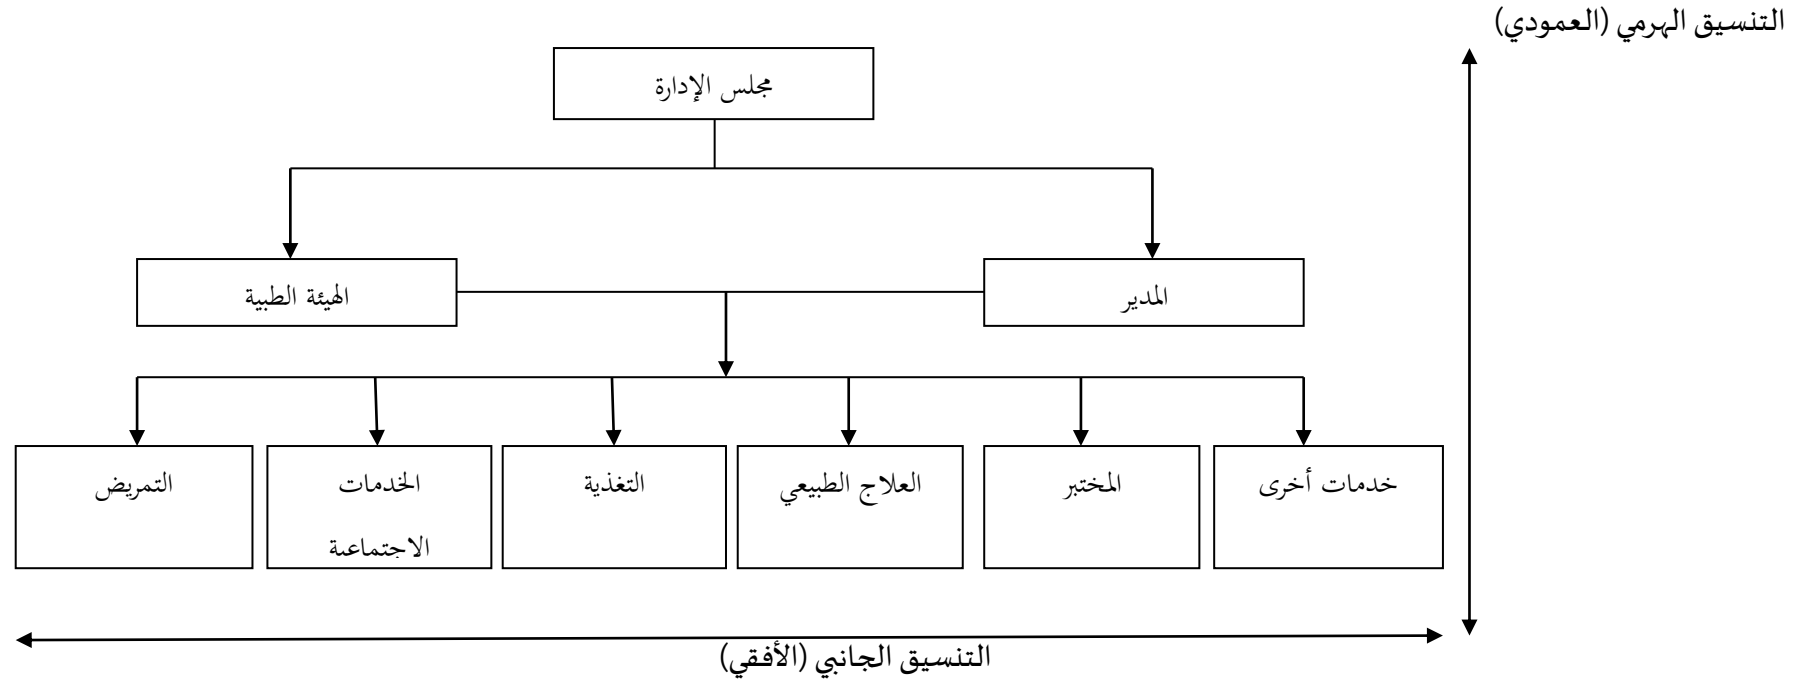 التنسيق الهرمي (العمودي)
مجلس الإدارة
المدير
الهيئة الطبية
خدمات أخرى
المختبر
العلاج الطبيعي
التغذية
الخدمات
الاجتماعية
التمريض
التنسيق الجانبي (الأفقي)